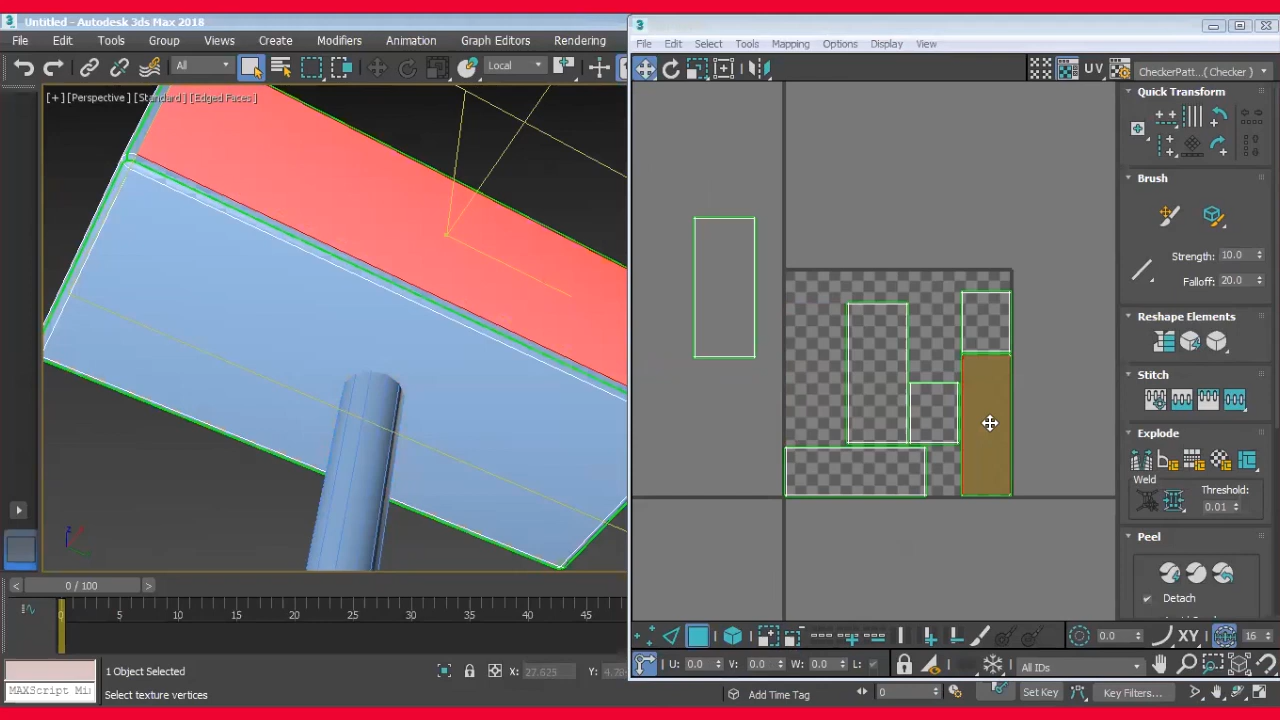 Untitled - Autodesk 3ds Max 2018
File Edit Tools Group Views Create Modifiers Animation Graph Editors Rendering
All
Local
[+] [Perspective ] [Standard ] [Edged Faces ]
File Edit Select Tools Mapping Options Display View
UV
CheckerPatt... ( Checker )
Quick Transform
Brush
Strength: 10.0
Falloff: 20.0
Reshape Elements
Stitch
Explode
Weld
Threshold:
0.01
Peel
Detach
0.0
XY
16
U: 0.0 V: 0.0 W: 0.0 L:
All IDs
< 0 / 100 >
0 5 10 15 20 25 30 35 40 45
1 Object Selected
X: 27.625
MAXScript Mi
Select texture vertices
Add Time Tag
0
Set Key
Key Filters...